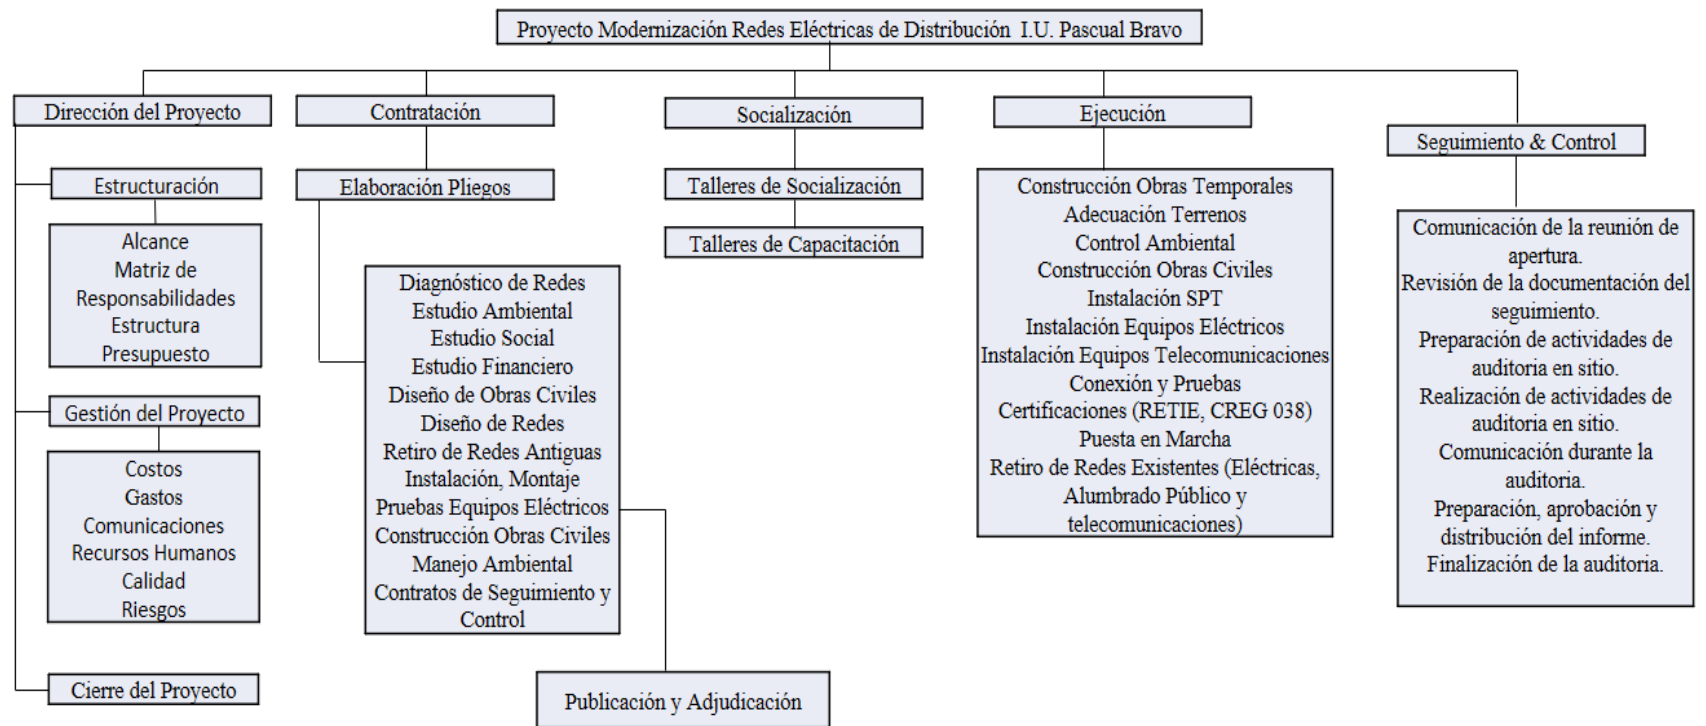 Proyecto Modernización Redes Eléctricas de Distribución I.U. Pascual Bravo
Dirección del Proyecto
Estructuración
Alcance
Matriz de
Responsabilidades
Estructura
Presupuesto
Gestión del Proyecto
Costos
Gastos
Comunicaciones
Recursos Humanos
Calidad
Riesgos
Cierre del Proyecto
Contratación
Elaboración Pliegos
Diagnóstico de Redes
Estudio Ambiental
Estudio Social
Estudio Financiero
Diseño de Obras Civiles
Diseño de Redes
Retiro de Redes Antiguas
Instalación, Montaje
Pruebas Equipos Eléctricos
Construcción Obras Civiles
Manejo Ambiental
Contratos de Seguimiento y
Control
Publicación y Adjudicación
Socialización
Talleres de Socialización
Talleres de Capacitación
Ejecución
Construcción Obras Temporales
Adecuación Terrenos
Control Ambiental
Construcción Obras Civiles
Instalación SPT
Instalación Equipos Eléctricos
Instalación Equipos Telecomunicaciones
Conexión y Pruebas
Certificaciones (RETIE, CREG 038)
Puesta en Marcha
Retiro de Redes Existentes (Eléctricas,
Alumbrado Público y
telecomunicaciones)
Seguimiento & Control
Comunicación de la reunión de
apertura.
Revisión de la documentación del
seguimiento.
Preparación de actividades de
auditoria en sitio.
Realización de actividades de
auditoria en sitio.
Comunicación durante la
auditoria.
Preparación, aprobación y
distribución del informe.
Finalización de la auditoria.